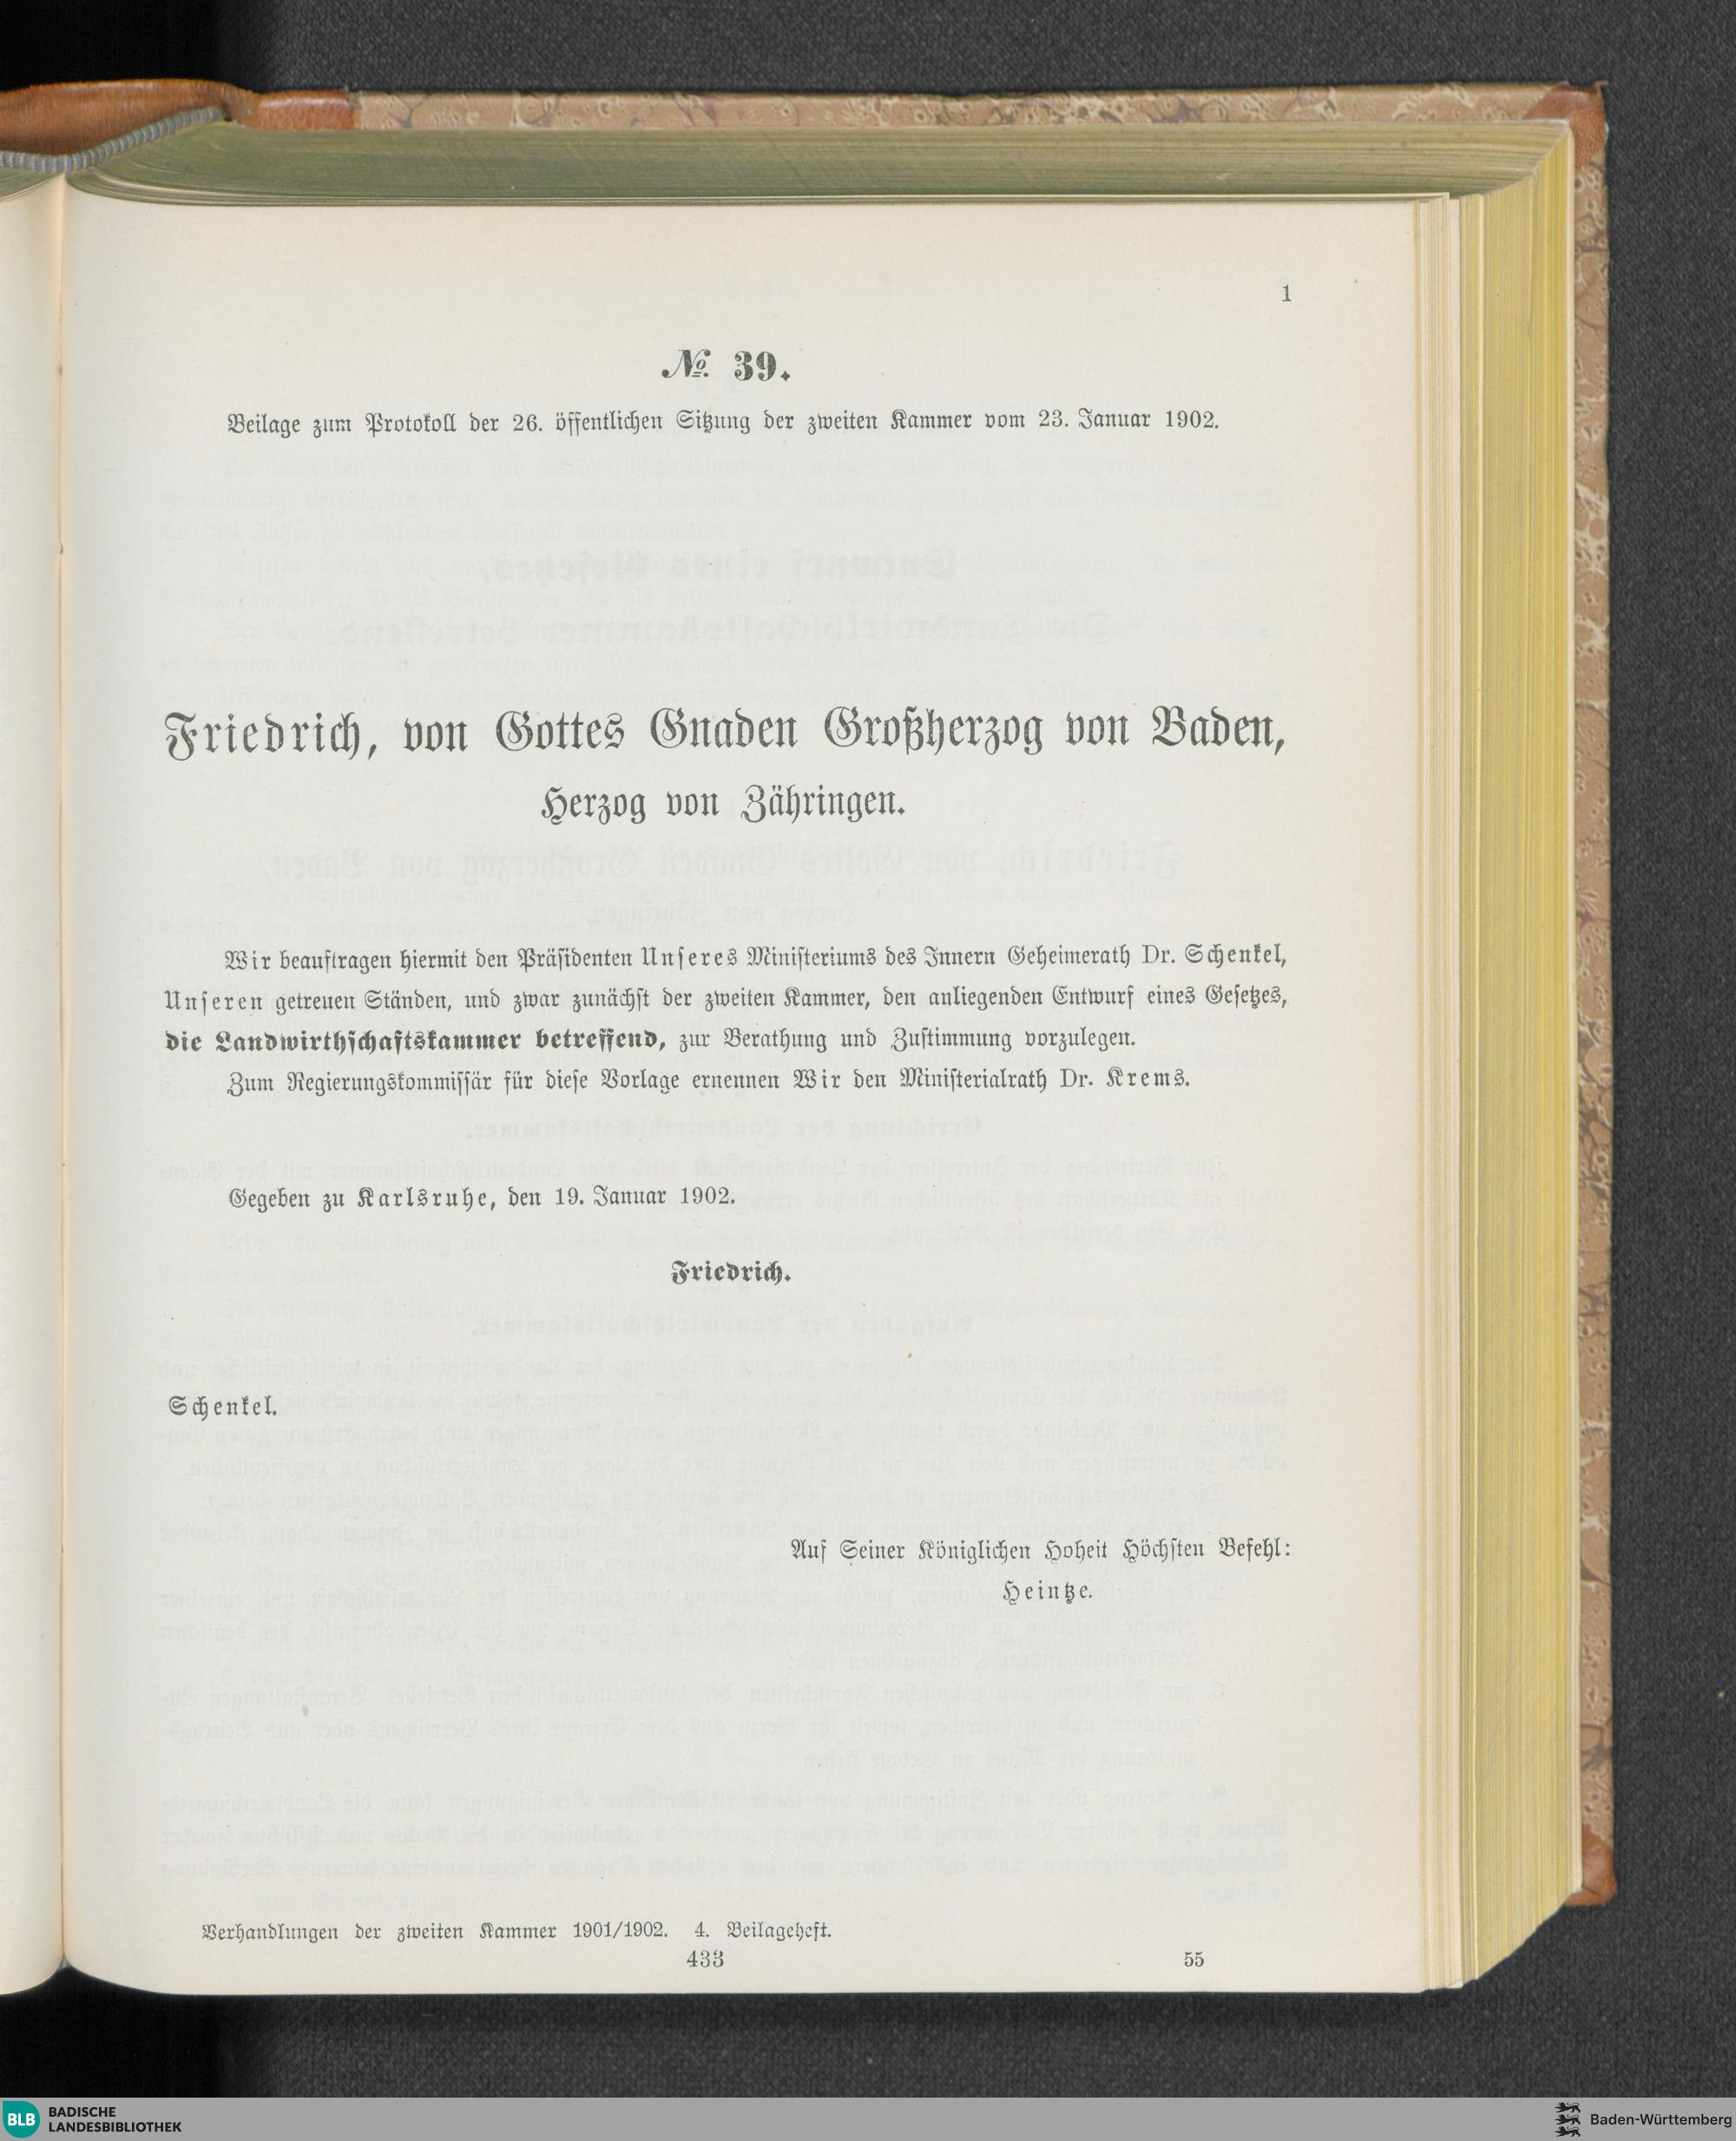 1
№ 39.
Beilage zum Protokoll der 26. öffentlichen Sitzung der zweiten Kammer vom 23. Januar 1902.
Friedrich, von Gottes Gnaden Großherzog von Baden,
Herzog von Zähringen.
Wir beauftragen hiermit den Präsidenten Unseres Ministeriums des Innern Geheimerath Dr. Schenkel,
Unseren getreuen Ständen, und zwar zunächst der zweiten Kammer, den anliegenden Entwurf eines Gesetzes,
die Landwirthschaftskammer betreffend, zur Berathung und Zustimmung vorzulegen.
Zum Regierungskommissär für diese Vorlage ernennen Wir den Ministerialrath Dr. Krems.
Gegeben zu Karlsruhe, den 19. Januar 1902.
Friedrich.
Schenkel.
Auf Seiner Königlichen Hoheit Höchsten Befehl:
Heintze.
Verhandlungen der zweiten Kammer 1901/1902. 4. Beilageheft.
433 55
BLB BADISCHE
LANDESBIBLIOTHEK
Baden-Württemberg